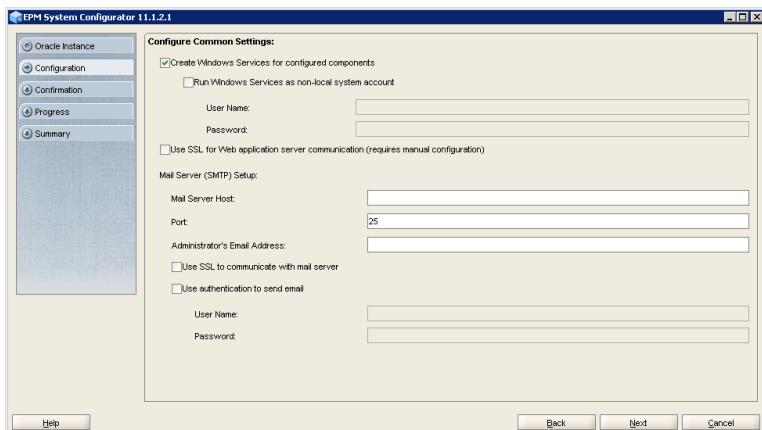 EPM System Configurator 11.1.2.1
Oracle Instance
Configuration
Confirmation
Progress
Summary
Configure Common Settings:
Create Windows Services for configured components
Run Windows Services as non-local system account
User Name:
Password:
Use SSL for Web application server communication (requires manual configuration)
Mail Server (SMTP) Setup:
Mail Server Host:
Port: 25
Administrator's Email Address:
Use SSL to communicate with mail server
Use authentication to send email
User Name:
Password:
Help Back Next Cancel